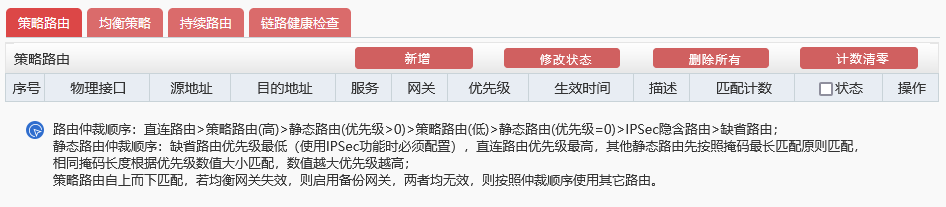 策略路由 均衡策略 持续路由 链路健康检查
策略路由 新增 修改状态 删除所有 计数清零
序号 物理接口 源地址 目的地址 服务 网关 优先级 生效时间 描述 匹配计数 状态 操作
路由仲裁顺序：直连路由>策略路由(高)>静态路由(优先级>0)>策略路由(低)>静态路由(优先级=0)>IPSec隐含路由>缺省路由;
静态路由仲裁顺序：缺省路由优先级最低（使用IPSec功能时必须配置），直连路由优先级最高，其他静态路由先按照掩码最长匹配原则匹配，
相同掩码长度根据优先级数值大小匹配，数值越大优先级越高;
策略路由自上而下匹配，若均衡网关失效，则启用备份网关，两者均无效，则按照仲裁顺序使用其它路由。